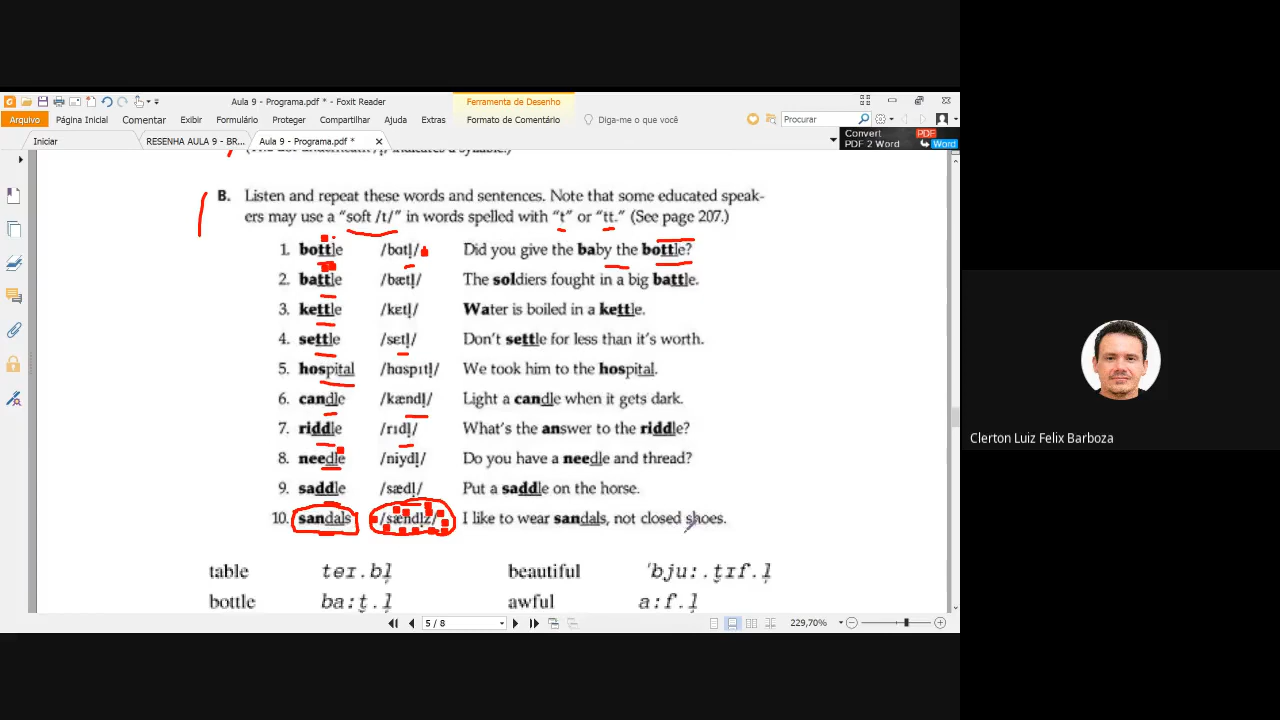 Aula 9 - Programa.pdf * - Foxit Reader
Ferramenta de Desenho
Arquivo Página Inicial Comentar Exibir Formulário Proteger Compartilhar Ajuda Extras Formato de Comentário Diga-me o que você Procurar
Iniciar RESENHA AULA 9 - BR... Aula 9 - Programa.pdf *
Convert PDF
PDF 2 Word Word
B. Listen and repeat these words and sentences. Note that some educated speak-
ers may use a “soft /t/” in words spelled with “t” or “tt.” (See page 207.)
1. bottle /bɑtl̩/ Did you give the baby the bottle?
2. battle /bætl̩/ The soldiers fought in a big battle.
3. kettle /kɛtl̩/ Water is boiled in a kettle.
4. settle /sɛtl̩/ Don't settle for less than it's worth.
5. hospital /hɑspɪtl̩/ We took him to the hospital.
6. candle /kændl̩/ Light a candle when it gets dark.
7. riddle /rɪdl̩/ What's the answer to the riddle?
8. needle /niydl̩/ Do you have a needle and thread?
9. saddle /sædl̩/ Put a saddle on the horse.
10. sandals /sændl̩z/ I like to wear sandals, not closed shoes.
table teɪ.bl̩ beautiful ˈbjuː.t̬ɪf.l̩
bottle baːt̬.l̩ awful aːf.l̩
5 / 8 229,70%
Clerton Luiz Felix Barboza